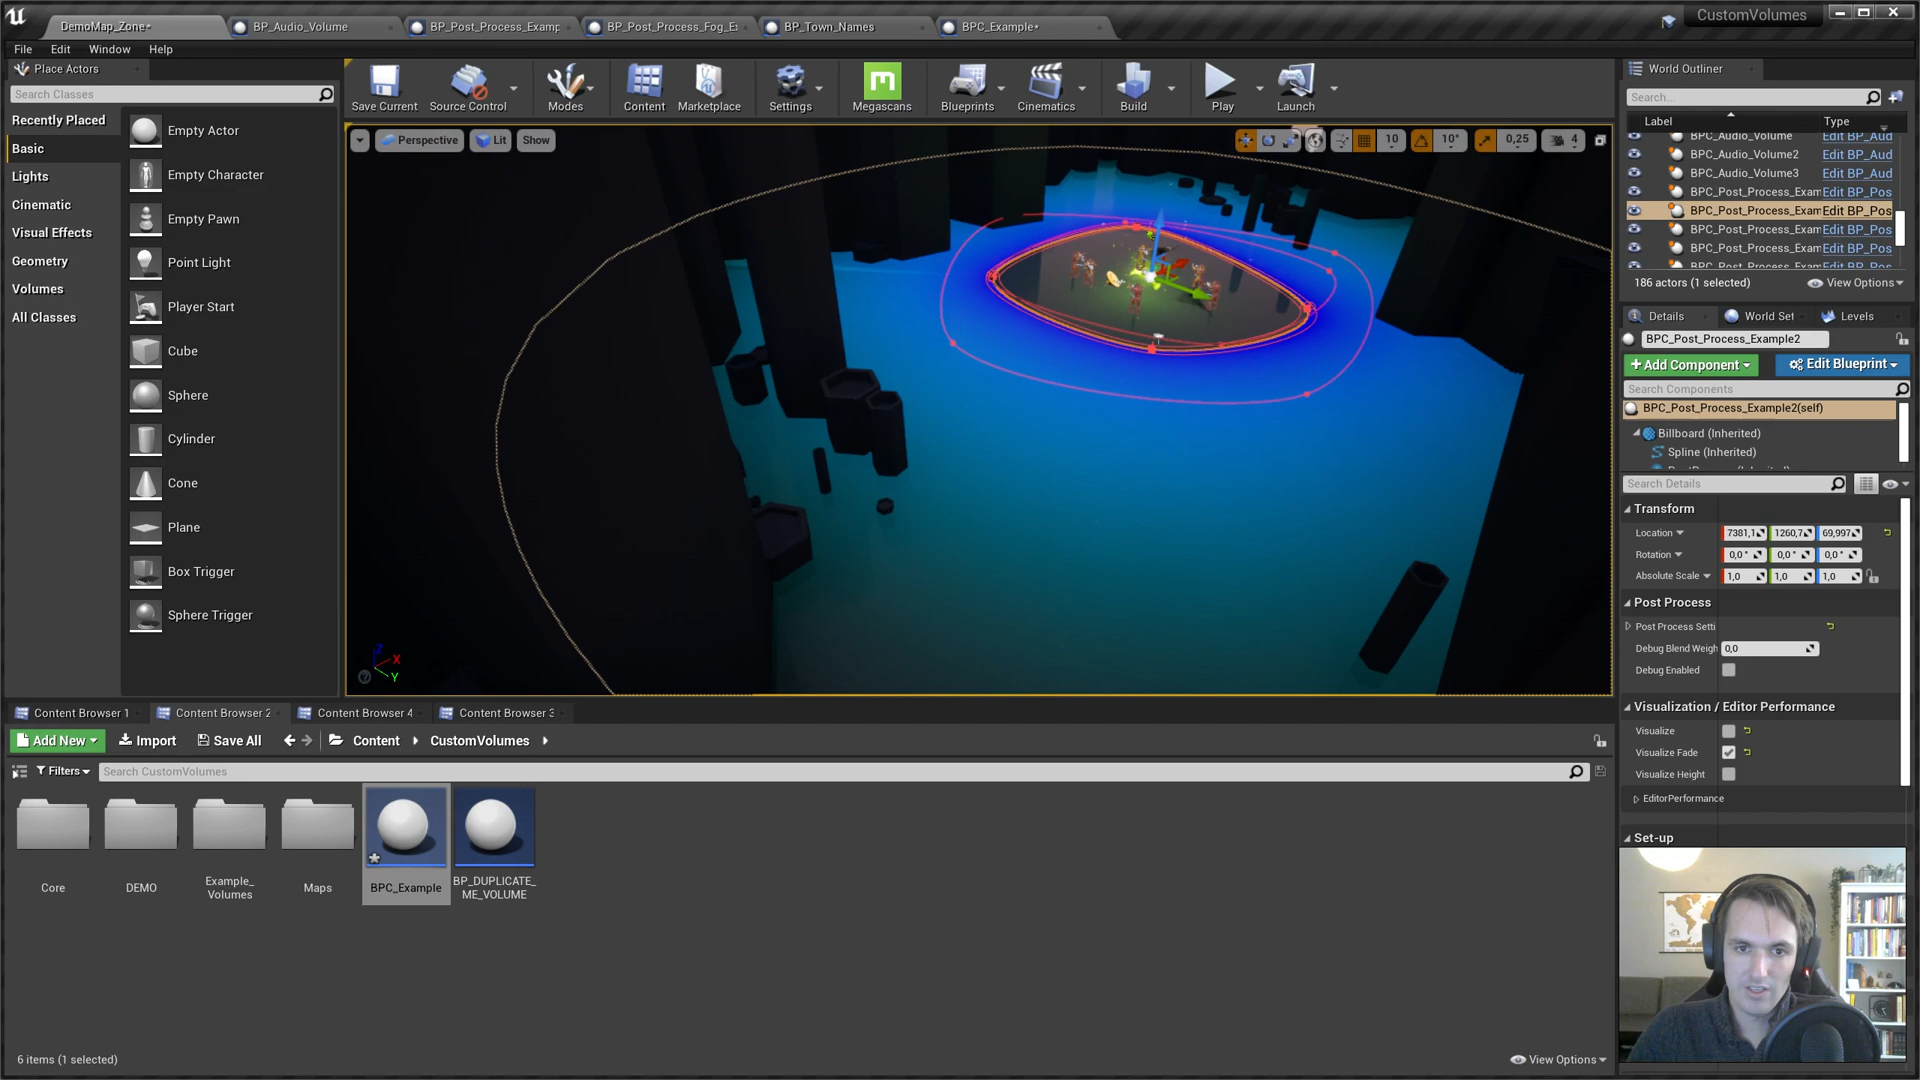 DemoMap_Zone*
BP_Audio_Volume
BP_Post_Process_Examp
BP_Post_Process_Fog_E
BP_Town_Names
BPC_Example*
CustomVolumes
File Edit Window Help
Place Actors
Search Classes
Recently Placed
Basic
Lights
Cinematic
Visual Effects
Geometry
Volumes
All Classes
Empty Actor
Empty Character
Empty Pawn
Point Light
Player Start
Cube
Sphere
Cylinder
Cone
Plane
Box Trigger
Sphere Trigger
Save Current
Source Control
Modes
Content
Marketplace
Settings
Megascans
Blueprints
Cinematics
Build
Play
Launch
Perspective
Lit
Show
10
10°
0,25
4
Z
X
Y
World Outliner
Search...
Label Type
BPC_Audio_Volume Edit BP_Aud
BPC_Audio_Volume2 Edit BP_Aud
BPC_Audio_Volume3 Edit BP_Aud
BPC_Post_Process_Exam Edit BP_Pos
BPC_Post_Process_Exam Edit BP_Pos
BPC_Post_Process_Exam Edit BP_Pos
BPC_Post_Process_Exam Edit BP_Pos
BPC_Post_Process_Exam Edit BP_Pos
186 actors (1 selected)
View Options
Details
World Set
Levels
BPC_Post_Process_Example2
+Add Component
Edit Blueprint
Search Components
BPC_Post_Process_Example2(self)
Billboard (Inherited)
Spline (Inherited)
Search Details
Transform
Location 7381,1 1260,7 69,997
Rotation 0,0° 0,0° 0,0°
Absolute Scale 1,0 1,0 1,0
Post Process
Post Process Setti
Debug Blend Weigh 0,0
Debug Enabled
Visualization / Editor Performance
Visualize
Visualize Fade
Visualize Height
EditorPerformance
Set-up
Content Browser 1
Content Browser 2
Content Browser 4
Content Browser 3
Add New
Import
Save All
Content
CustomVolumes
Filters
Search CustomVolumes
Core
DEMO
Example_
Volumes
Maps
BPC_Example
BP_DUPLICATE_
ME_VOLUME
6 items (1 selected)
View Options